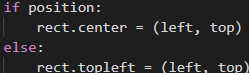 if position:
    rect.center = (left, top)
else:
    rect.topleft = (left, top)